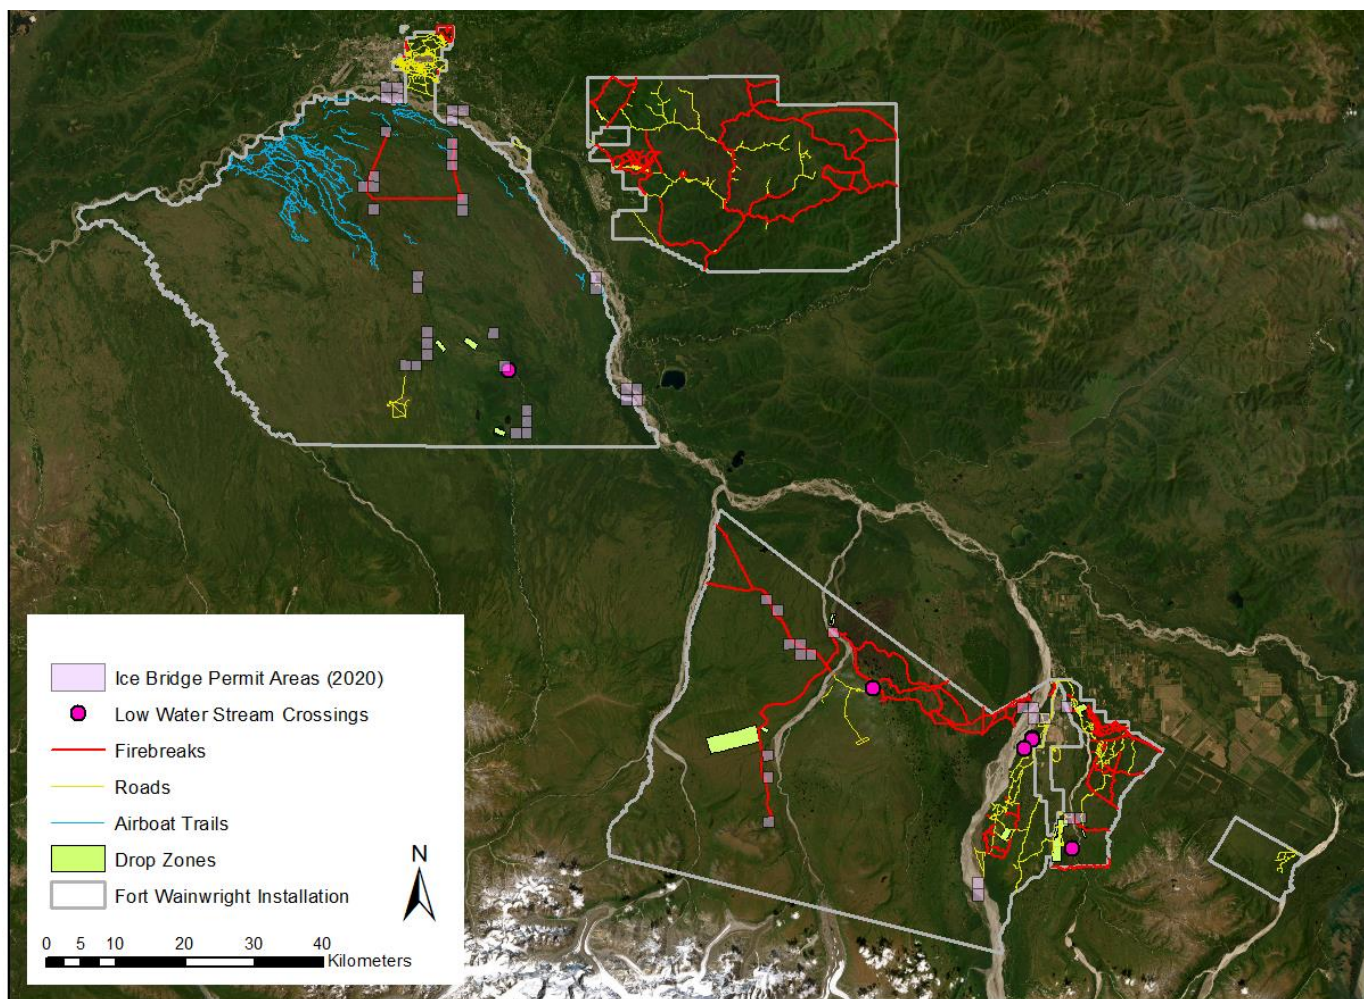 Ice Bridge Permit Areas (2020)
Low Water Stream Crossings
Firebreaks
Roads
Airboat Trails
Drop Zones
Fort Wainwright Installation
N
0 5 10 20 30 40
Kilometers